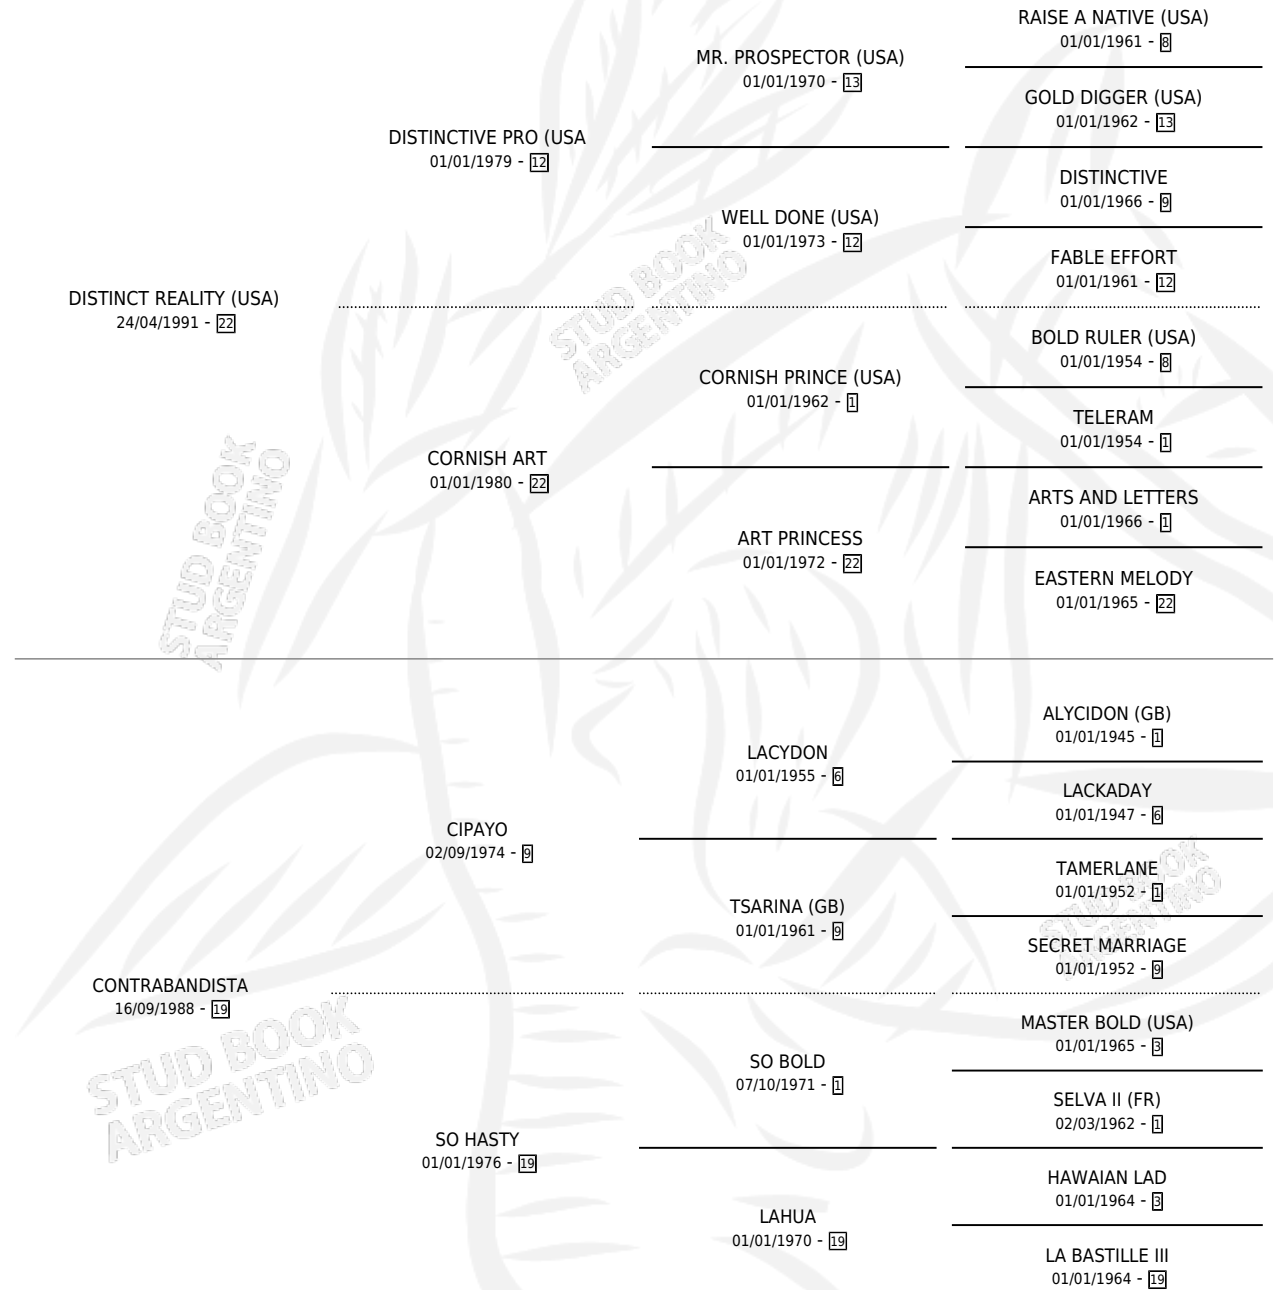 RAISE A NATIVE (USA)
01/01/1961 - 8
MR. PROSPECTOR (USA)
01/01/1970 - 13
GOLD DIGGER (USA)
01/01/1962 - 13
DISTINCTIVE PRO (USA
01/01/1979 - 12
DISTINCTIVE
01/01/1966 - 9
WELL DONE (USA)
01/01/1973 - 12
FABLE EFFORT
01/01/1961 - 12
DISTINCT REALITY (USA)
24/04/1991 - 22
STUD BOOK
ARGENTINO
BOLD RULER (USA)
01/01/1954 - 8
CORNISH PRINCE (USA)
01/01/1962 - 1
TELERAM
01/01/1954 - 1
CORNISH ART
01/01/1980 - 22
ARTS AND LETTERS
01/01/1966 - 1
ART PRINCESS
01/01/1972 - 22
EASTERN MELODY
01/01/1965 - 22
STUD BOOK
ARGENTINO
ALYCIDON (GB)
01/01/1945 - 1
LACYDON
01/01/1955 - 6
LACKADAY
01/01/1947 - 6
CIPAYO
02/09/1974 - 9
TAMERLANE
01/01/1952 - 1
TSARINA (GB)
01/01/1961 - 9
SECRET MARRIAGE
01/01/1952 - 9
STUD BOOK
ARGENTINO
CONTRABANDISTA
16/09/1988 - 19
MASTER BOLD (USA)
01/01/1965 - 3
SO BOLD
07/10/1971 - 1
SELVA II (FR)
02/03/1962 - 1
STUD BOOK
ARGENTINO
SO HASTY
01/01/1976 - 19
HAWAIAN LAD
01/01/1964 - 3
LAHUA
01/01/1970 - 19
LA BASTILLE III
01/01/1964 - 19